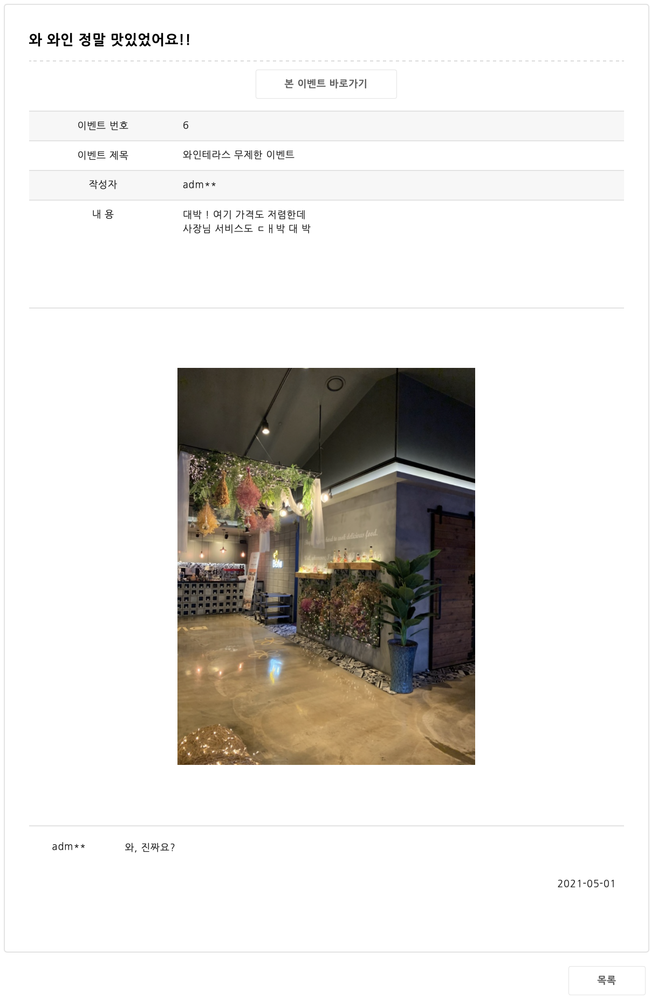 와 와인 정말 맛있었어요!!
본 이벤트 바로가기
이벤트 번호 6
이벤트 제목 와인테라스 무제한 이벤트
작성자 adm**
내 용 대박 ! 여기 가격도 저렴한데
사장님 서비스도 ㄷㅐ박 대 박
hand to cook delicious food.
Bella
adm** 와, 진짜요?
2021-05-01
목록